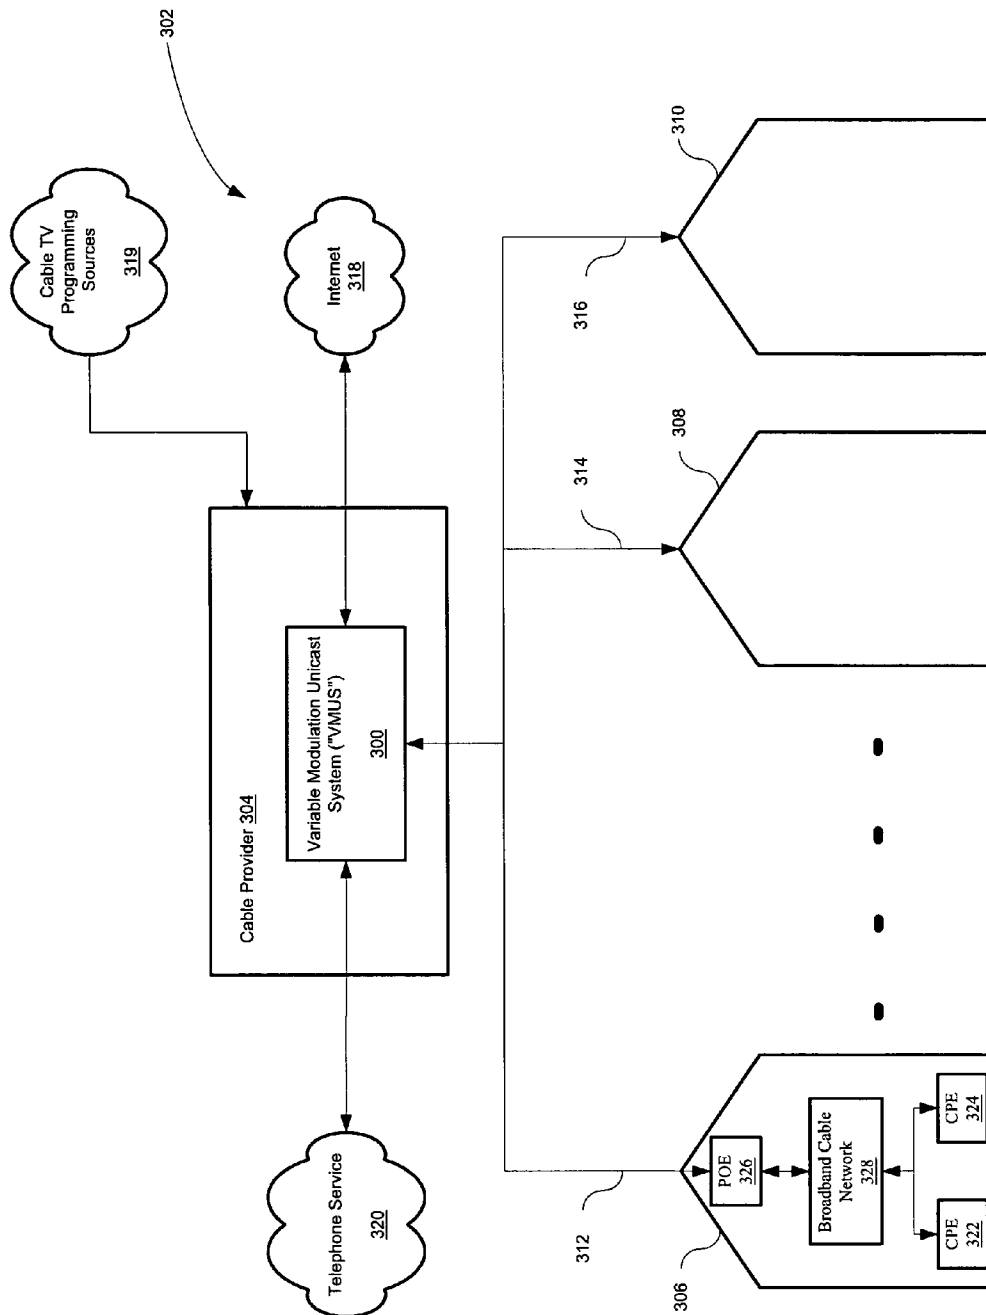 302
Cable TV
Programming
Sources
319
Internet
318
Cable Provider 304
Variable Modulation Unicast
System ("VMUS")
300
Telephone Service
320
312
314
316
306
308
310
POE
326
Broadband Cable
Network
328
CPE
322
CPE
324